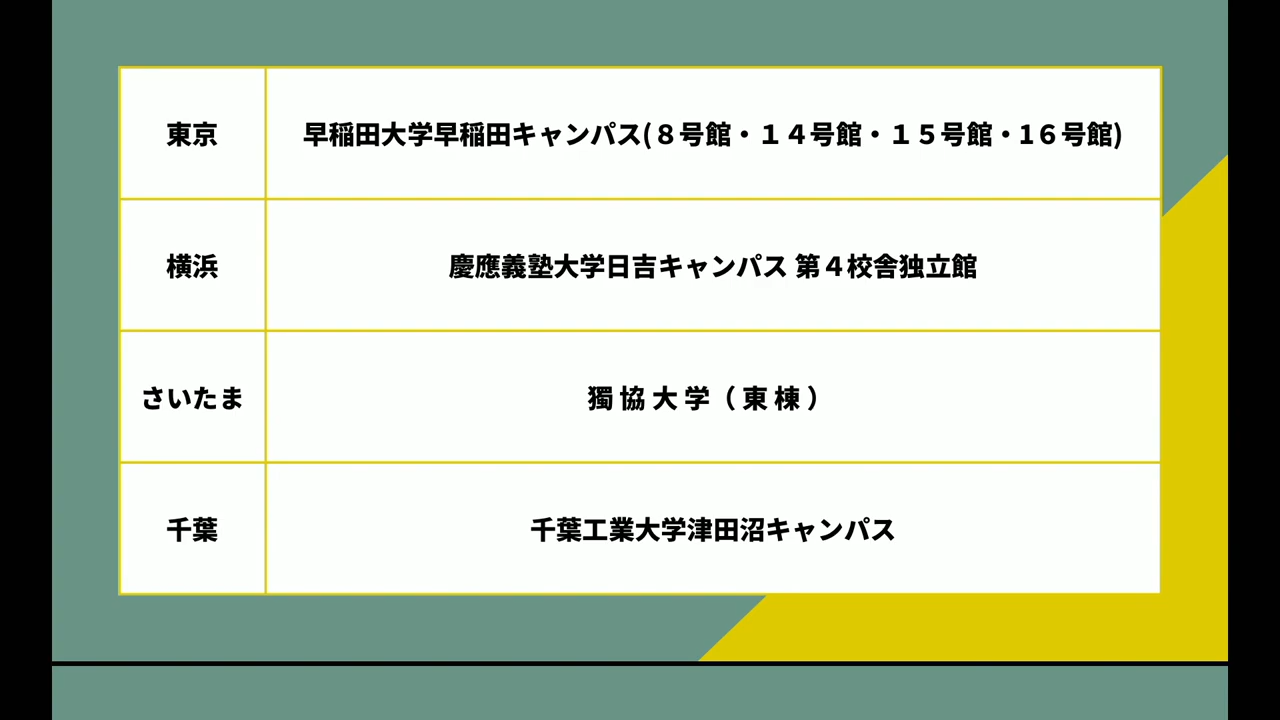 東京
早稲田大学早稲田キャンパス(８号館・１４号館・１５号館・1６号館)
横浜
慶應義塾大学日吉キャンパス 第４校舎独立館
さいたま
獨協大学（東棟）
千葉
千葉工業大学津田沼キャンパス